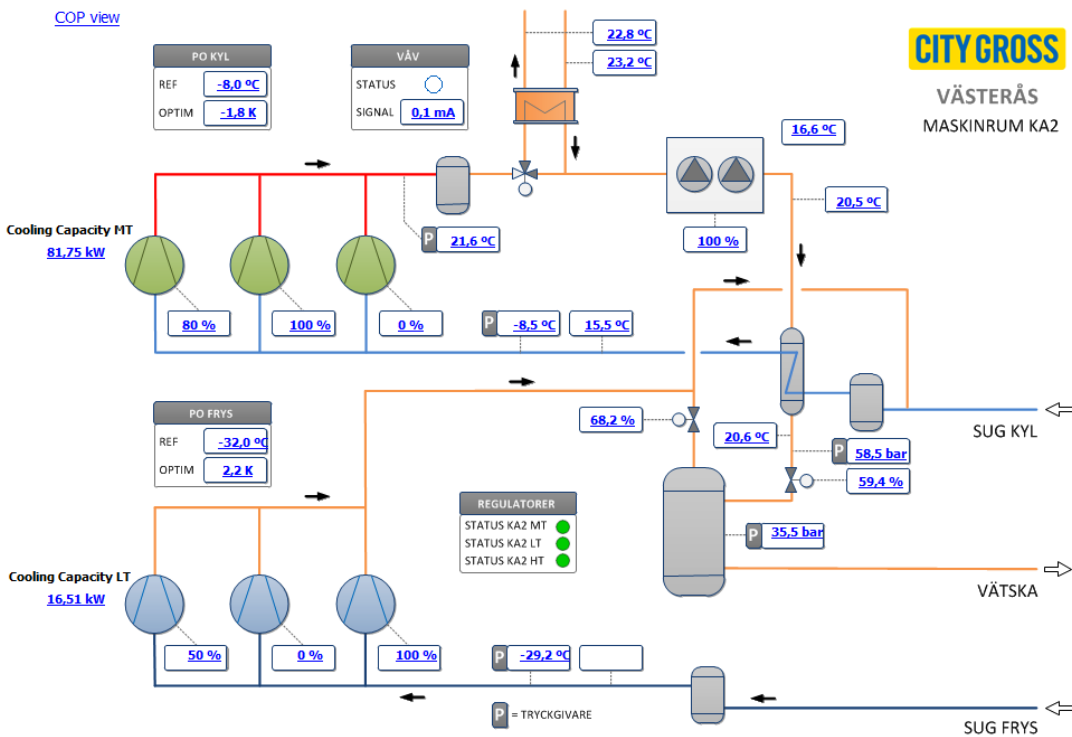 COP view
PO KYL
REF -8,0 ºC
OPTIM -1,8 K
VÅV
STATUS
SIGNAL 0,1 mA
22,8 ºC
23,2 ºC
CITY GROSS
VÄSTERÅS
MASKINRUM KA2
16,6 ºC
20,5 ºC
P 21,6 ºC
100 %
Cooling Capacity MT
81,75 kW
80 %
100 %
0 %
P -8,5 ºC
15,5 ºC
SUG KYL
PO FRYS
REF -32,0 ºC
OPTIM 2,2 K
68,2 %
20,6 ºC
P 58,5 bar
59,4 %
REGULATORER
STATUS KA2 MT
STATUS KA2 LT
STATUS KA2 HT
P 35,5 bar
VÄTSKA
Cooling Capacity LT
16,51 kW
50 %
0 %
100 %
P -29,2 ºC
P = TRYCKGIVARE
SUG FRYS